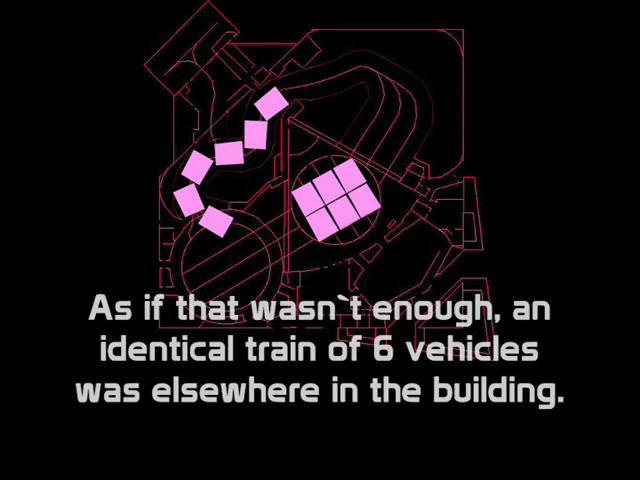 As if that wasn`t enough, an
identical train of 6 vehicles
was elsewhere in the building.